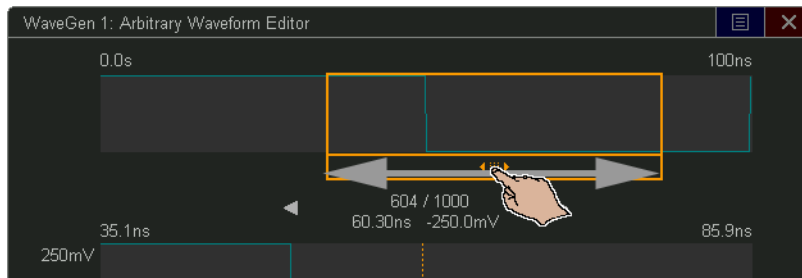 WaveGen 1: Arbitrary Waveform Editor
0.0s 100ns
604 / 1000
60.30ns -250.0mV
35.1ns 85.9ns
250mV